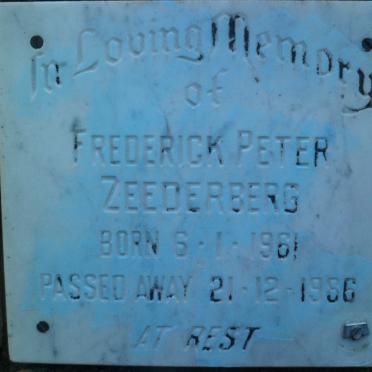 In Loving Memory
of
FREDERICK PETER
ZEEDERBERG
BORN 6-1-1961
PASSED AWAY 21-12-1986
AT REST